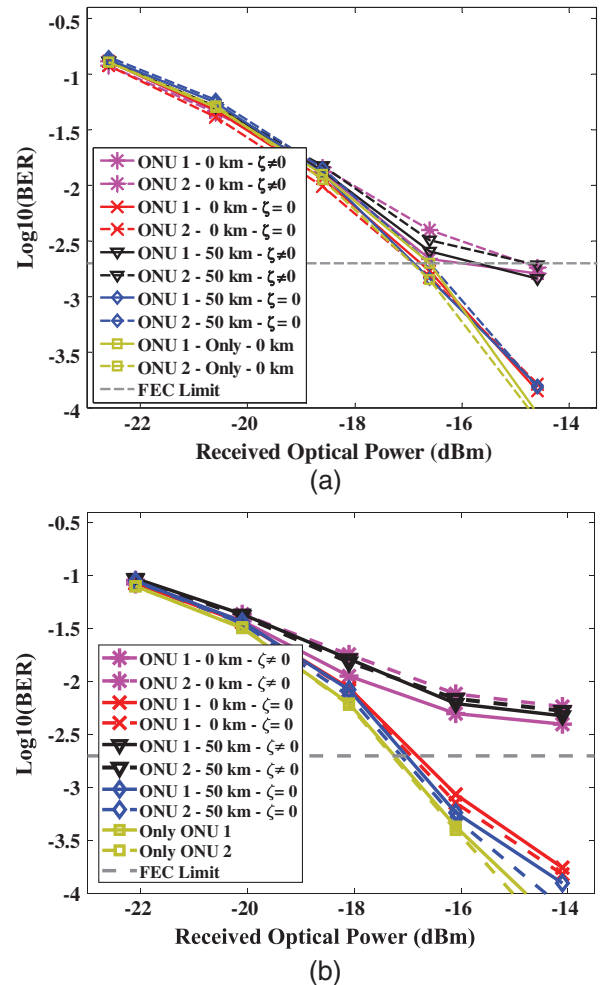 -0.5
-1
-1.5
-2
-2.5
-3
-3.5
-4
Log10(BER)
ONU 1 - 0 km - ζ≠0
ONU 2 - 0 km - ζ≠0
ONU 1 - 0 km - ζ = 0
ONU 2 - 0 km - ζ = 0
ONU 1 - 50 km - ζ≠0
ONU 2 - 50 km - ζ≠0
ONU 1 - 50 km - ζ = 0
ONU 2 - 50 km - ζ = 0
ONU 1 - Only - 0 km
ONU 2 - Only - 0 km
FEC Limit
-22 -20 -18 -16 -14
Received Optical Power (dBm)
(a)
-0.5
-1
-1.5
-2
-2.5
-3
-3.5
-4
Log10(BER)
ONU 1 - 0 km - ζ≠ 0
ONU 2 - 0 km - ζ≠ 0
ONU 1 - 0 km - ζ= 0
ONU 1 - 0 km - ζ= 0
ONU 1 - 50 km - ζ≠ 0
ONU 2 - 50 km - ζ≠ 0
ONU 1 - 50 km - ζ= 0
ONU 2 - 50 km - ζ= 0
Only ONU 1
Only ONU 2
FEC Limit
-22 -20 -18 -16 -14
Received Optical Power (dBm)
(b)